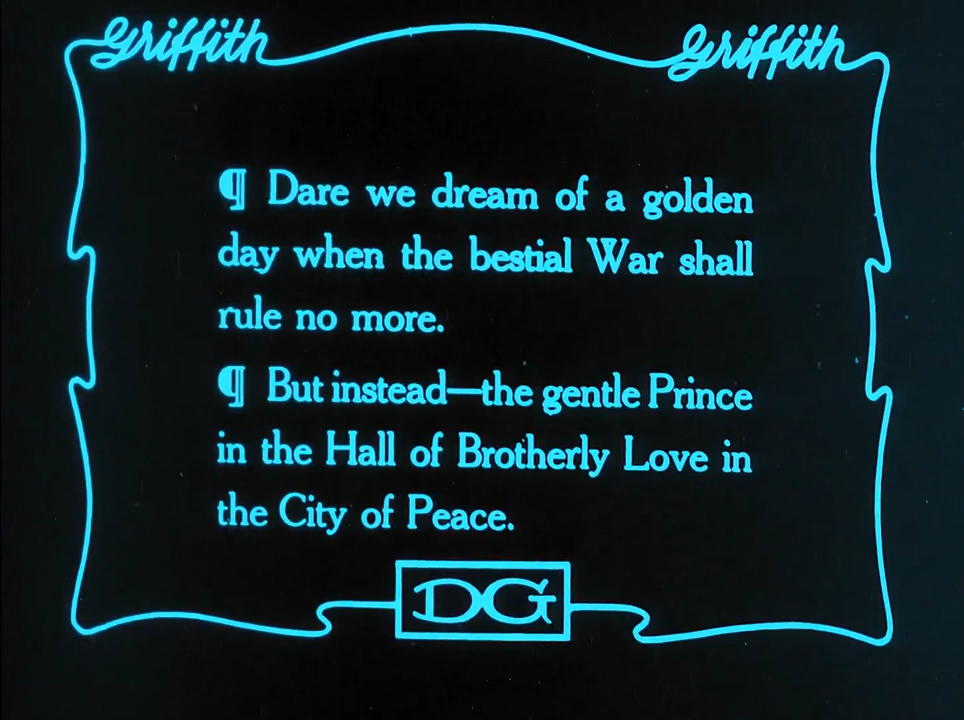 Griffith Griffith
¶ Dare we dream of a golden
day when the bestial War shall
rule no more.
¶ But instead—the gentle Prince
in the Hall of Brotherly Love in
the City of Peace.
DG